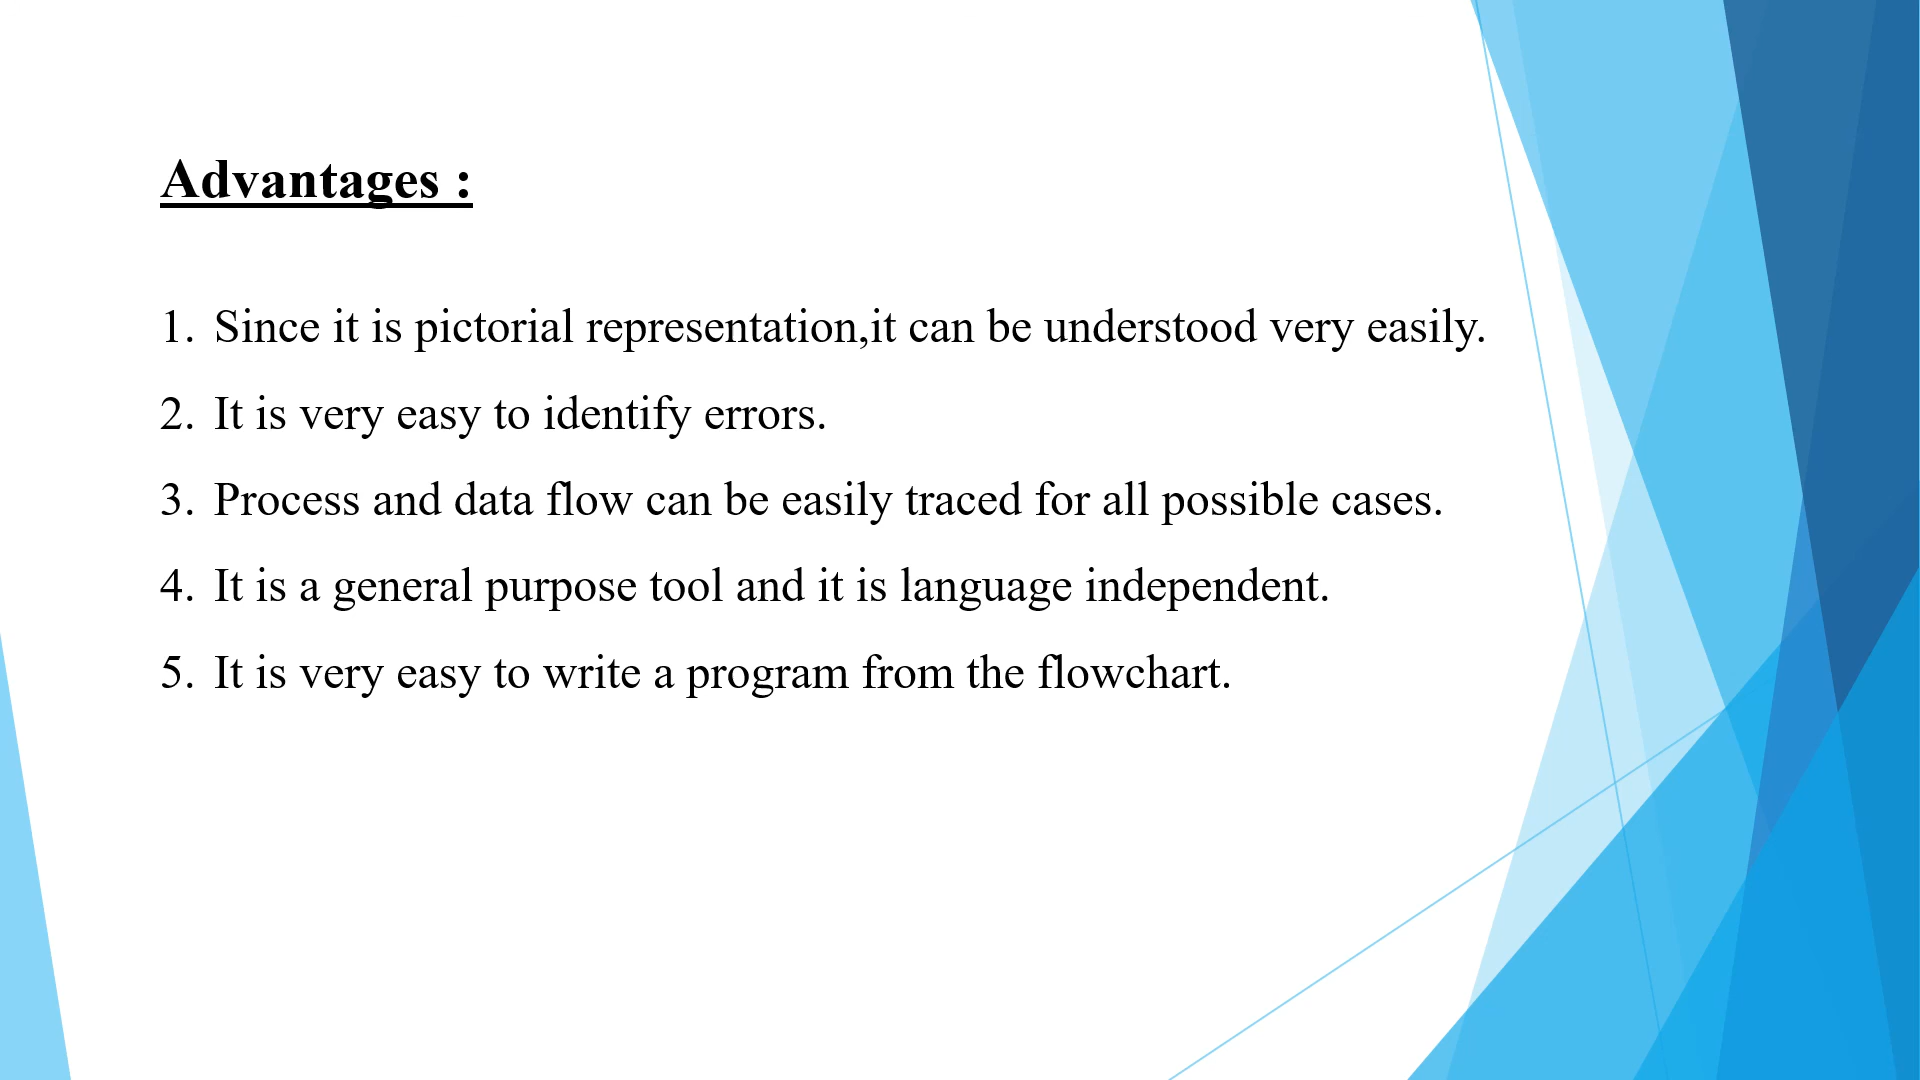 Advantages :
1. Since it is pictorial representation,it can be understood very easily.
2. It is very easy to identify errors.
3. Process and data flow can be easily traced for all possible cases.
4. It is a general purpose tool and it is language independent.
5. It is very easy to write a program from the flowchart.